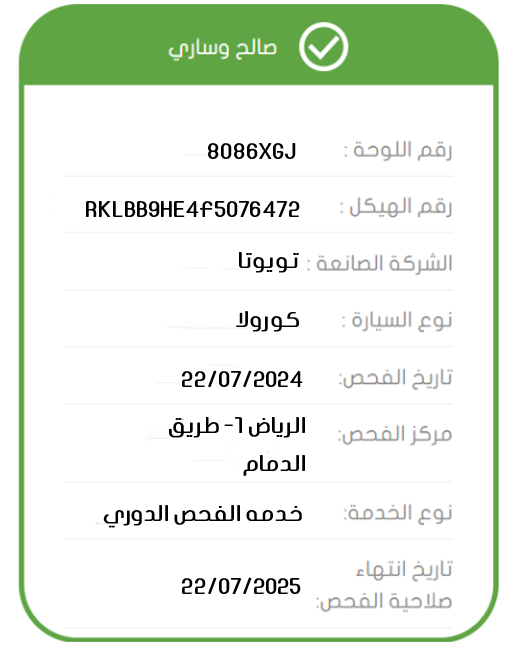 صالح وساري
رقم اللوحة : 8086XGJ
رقم الهيكل : RKLBB9HE4f5076472
الشركة الصانعة : تويوتا
نوع السيارة : كورولا
تاريخ الفحص: 22/07/2024
مركز الفحص: الرياض ٦- طريق
الدمام
نوع الخدمة: خدمه الفحص الدوري
تاريخ انتهاء
صلاحية الفحص: 22/07/2025